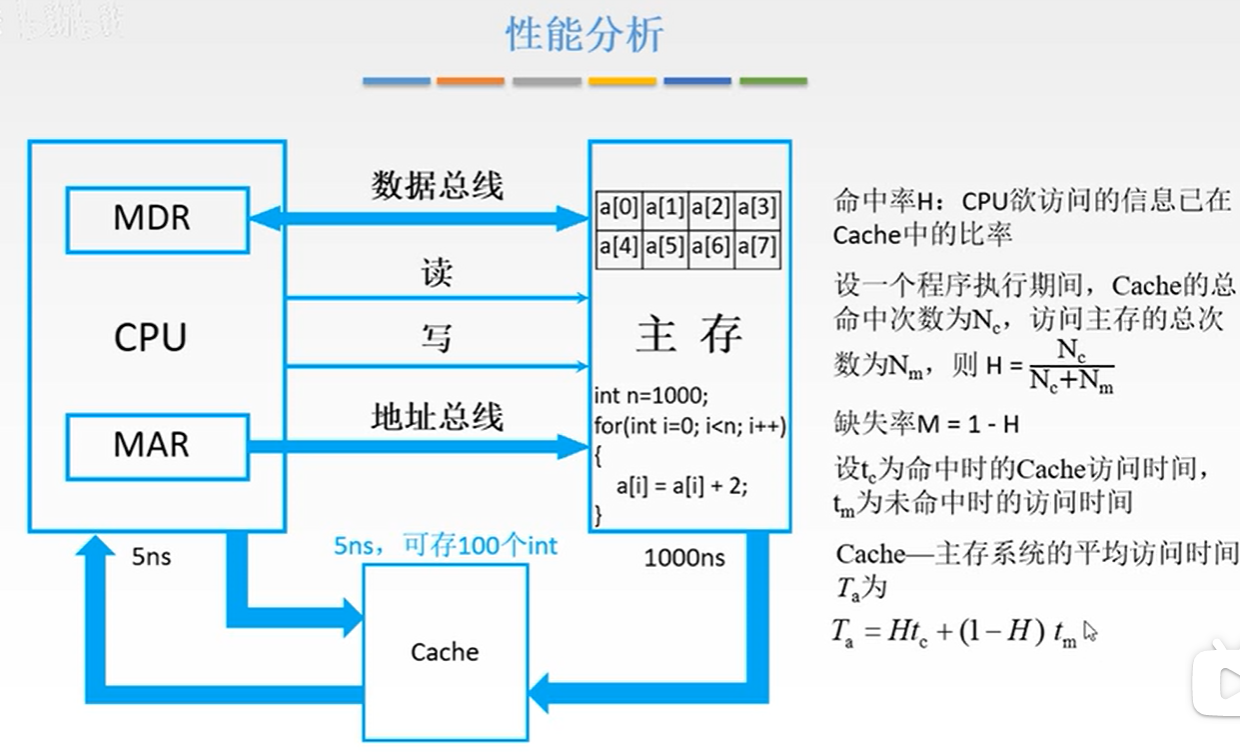 性能分析
MDR
CPU
MAR
数据总线
读
写
地址总线
a[0] a[1] a[2] a[3]
a[4] a[5] a[6] a[7]
主 存
int n=1000;
for(int i=0; i<n; i++)
{
a[i] = a[i] + 2;
}
5ns
5ns，可存100个int
1000ns
Cache
命中率H：CPU欲访问的信息已在
Cache中的比率
设一个程序执行期间，Cache的总
命中次数为Nc，访问主存的总次
数为Nm，则 H = Nc/(Nc+Nm)
缺失率M = 1 - H
设tc为命中时的Cache访问时间，
tm为未命中时的访问时间
Cache—主存系统的平均访问时间
Ta为
Ta = Htc + (1 − H) tm